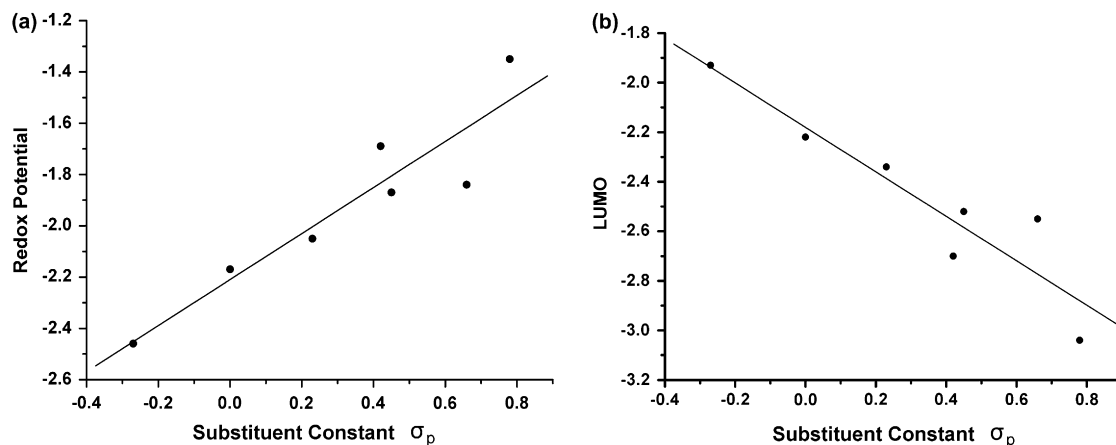 (a)
-1.2
-1.4
-1.6
-1.8
-2.0
-2.2
-2.4
-2.6
Redox Potential
-0.4 -0.2 0.0 0.2 0.4 0.6 0.8
Substituent Constant σp
(b)
-1.8
-2.0
-2.2
-2.4
-2.6
-2.8
-3.0
-3.2
LUMO
-0.4 -0.2 0.0 0.2 0.4 0.6 0.8
Substituent Constant σp